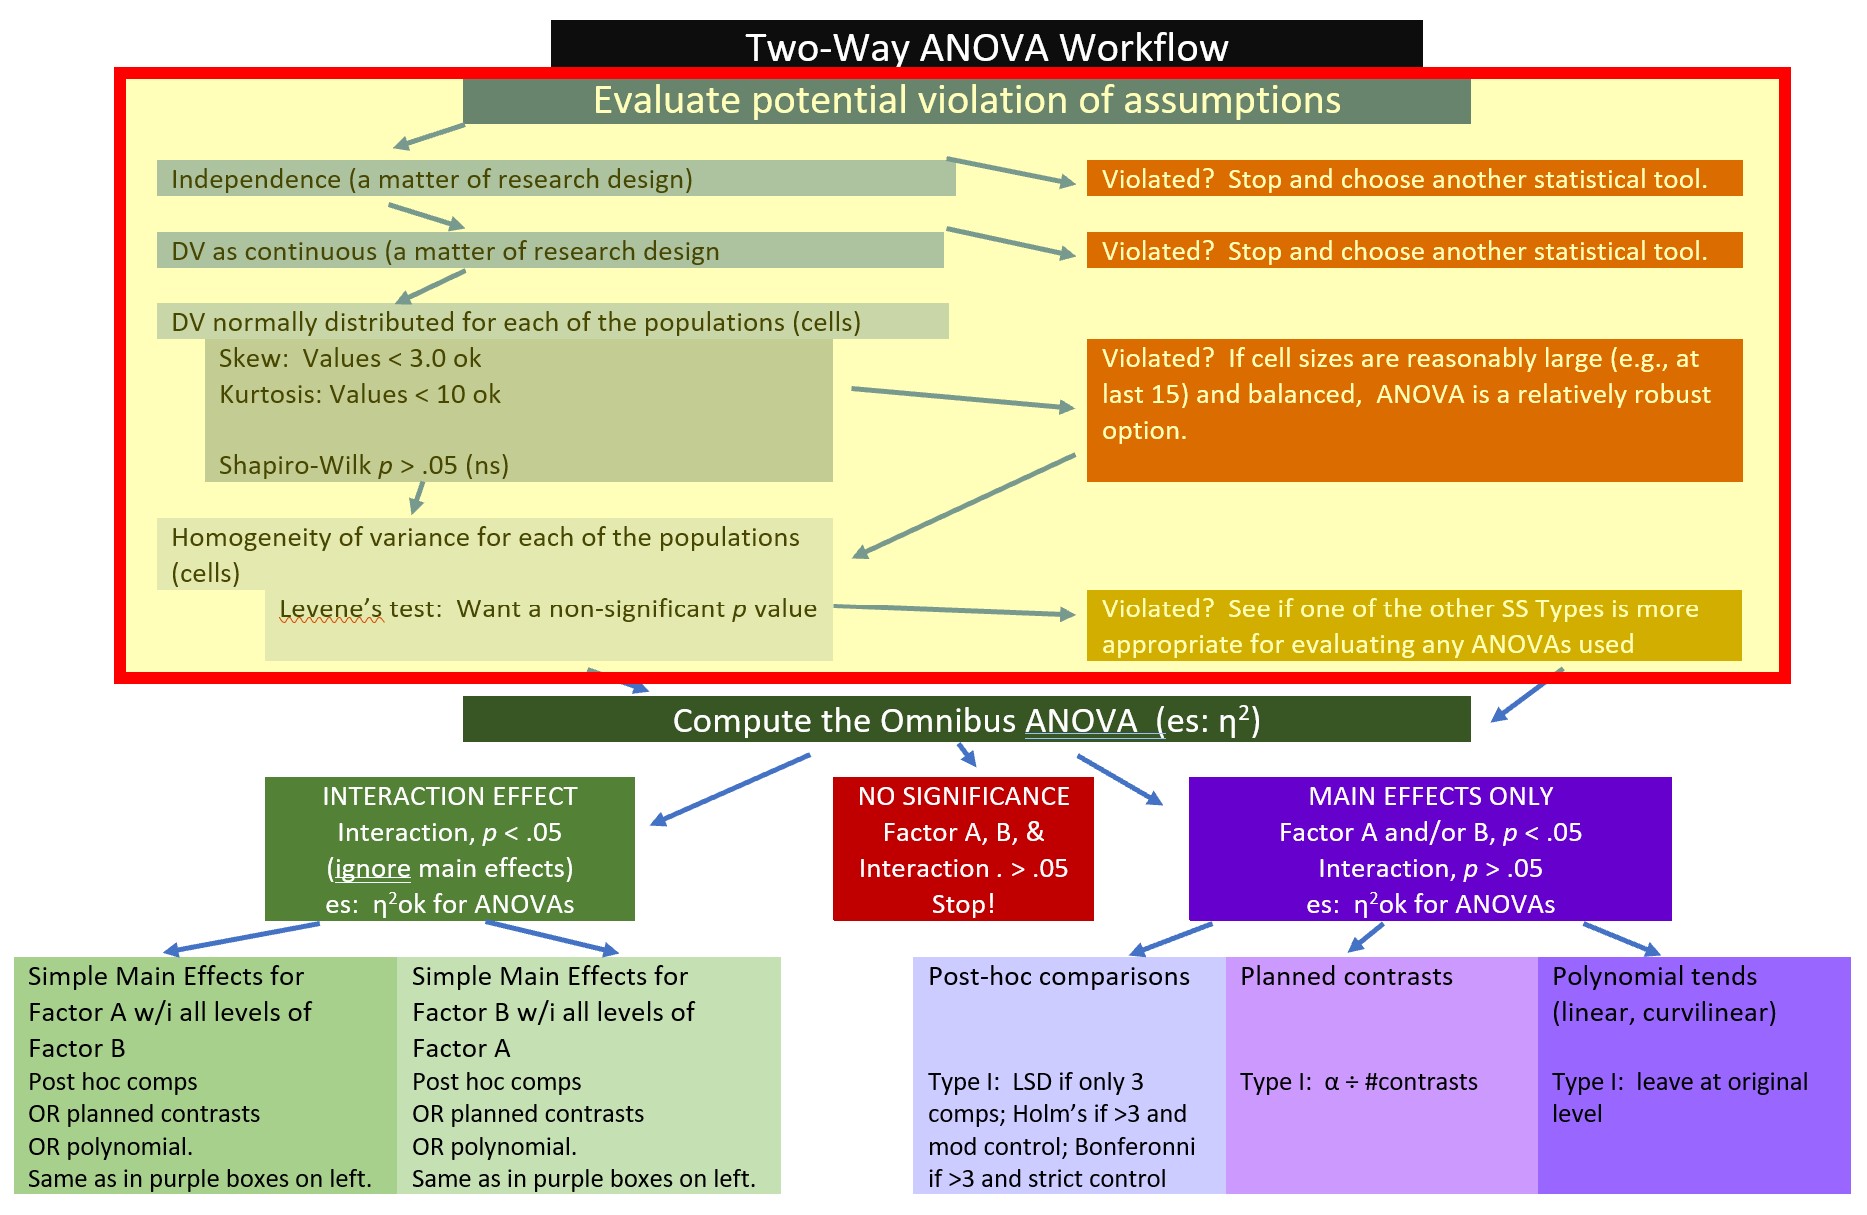 Two-Way ANOVA Workflow
Evaluate potential violation of assumptions
Independence (a matter of research design)
Violated?  Stop and choose another statistical tool.
DV as continuous (a matter of research design
Violated?  Stop and choose another statistical tool.
DV normally distributed for each of the populations (cells)
Skew:  Values < 3.0 ok
Kurtosis: Values < 10 ok
Shapiro-Wilk p > .05 (ns)
Violated?  If cell sizes are reasonably large (e.g., at
last 15) and balanced,  ANOVA is a relatively robust
option.
Homogeneity of variance for each of the populations
(cells)
Levene's test:  Want a non-significant p value
Violated?  See if one of the other SS Types is more
appropriate for evaluating any ANOVAs used
Compute the Omnibus ANOVA  (es: η²)
INTERACTION EFFECT
Interaction, p < .05
(ignore main effects)
es:  η²ok for ANOVAs
NO SIGNIFICANCE
Factor A, B, &
Interaction . > .05
Stop!
MAIN EFFECTS ONLY
Factor A and/or B, p < .05
Interaction, p > .05
es:  η²ok for ANOVAs
Simple Main Effects for
Factor A w/i all levels of
Factor B
Post hoc comps
OR planned contrasts
OR polynomial.
Same as in purple boxes on left.
Simple Main Effects for
Factor B w/i all levels of
Factor A
Post hoc comps
OR planned contrasts
OR polynomial.
Same as in purple boxes on left.
Post-hoc comparisons
Type I:  LSD if only 3
comps; Holm's if >3 and
mod control; Bonferonni
if >3 and strict control
Planned contrasts
Type I:  α ÷ #contrasts
Polynomial tends
(linear, curvilinear)
Type I:  leave at original
level